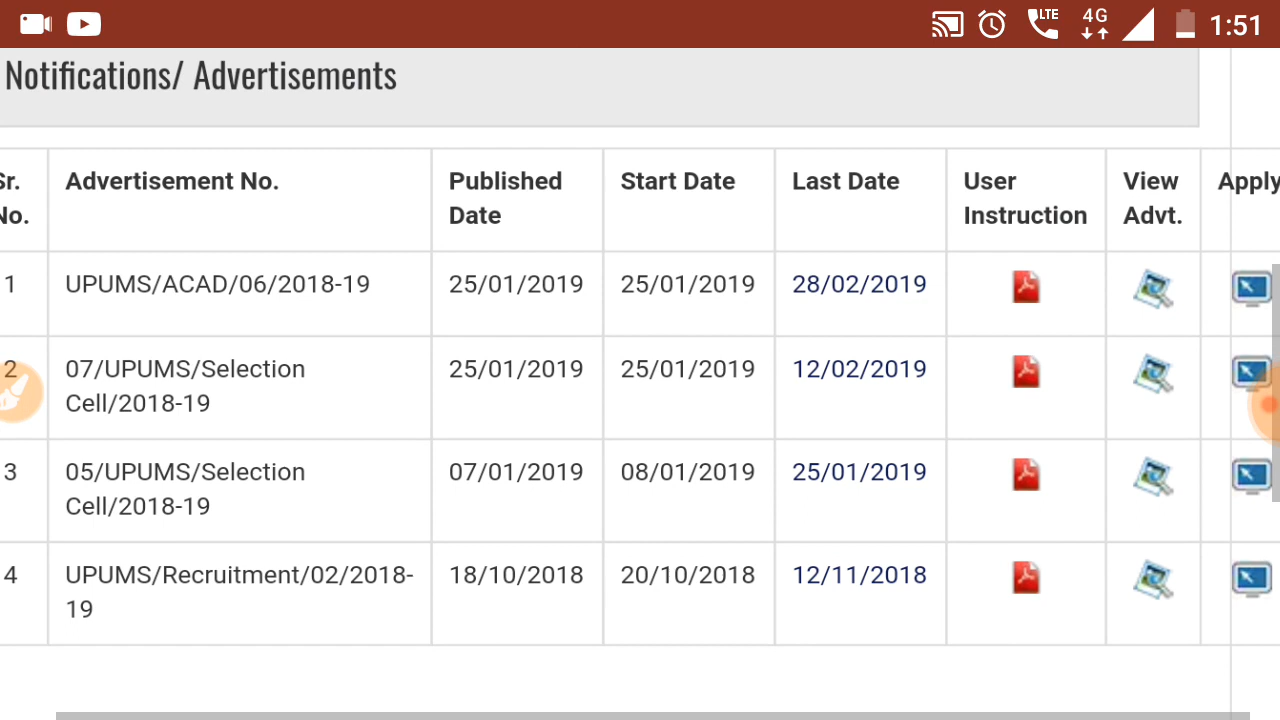 LTE 4G 1:51
Notifications/ Advertisements
Sr. Advertisement No. Published Start Date Last Date User View Apply
No. Date Instruction Advt.
1 UPUMS/ACAD/06/2018-19 25/01/2019 25/01/2019 28/02/2019
2 07/UPUMS/Selection 25/01/2019 25/01/2019 12/02/2019
Cell/2018-19
3 05/UPUMS/Selection 07/01/2019 08/01/2019 25/01/2019
Cell/2018-19
4 UPUMS/Recruitment/02/2018- 18/10/2018 20/10/2018 12/11/2018
19